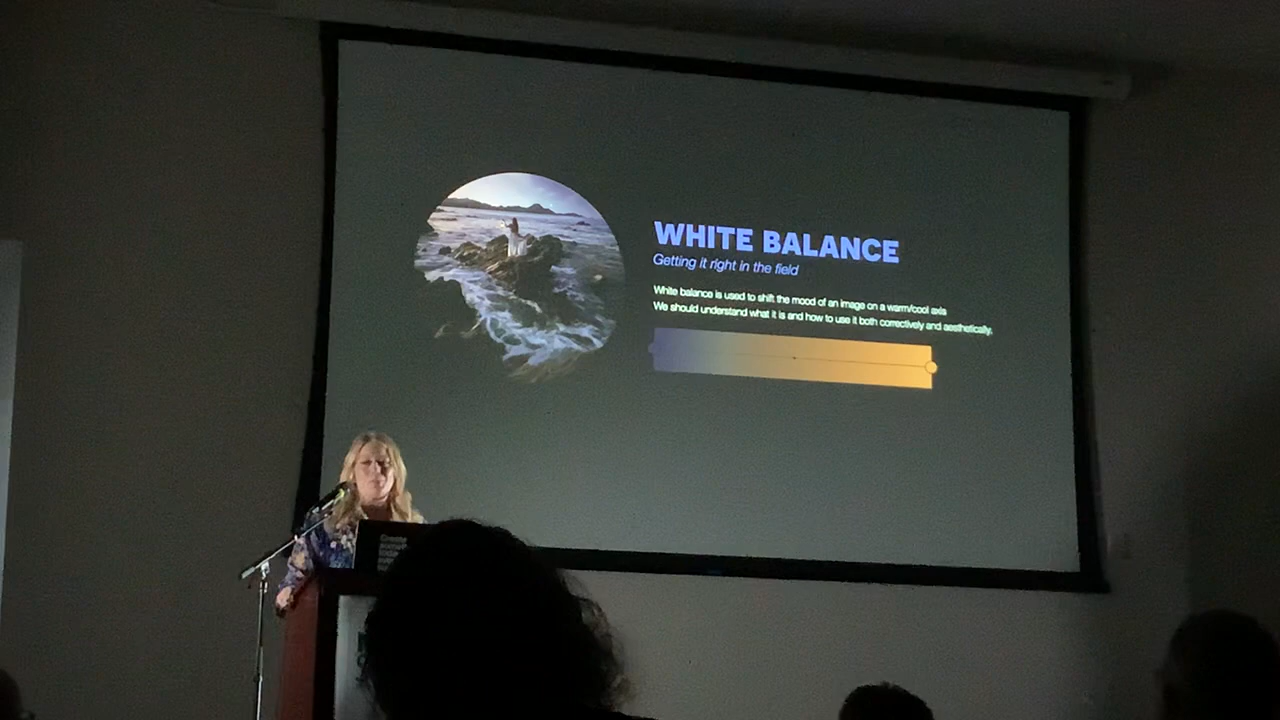 WHITE BALANCE
Getting it right in the field
White balance is used to shift the mood of an image on a warm/cool axis
We should understand what it is and how to use it both correctively and aesthetically.
Create